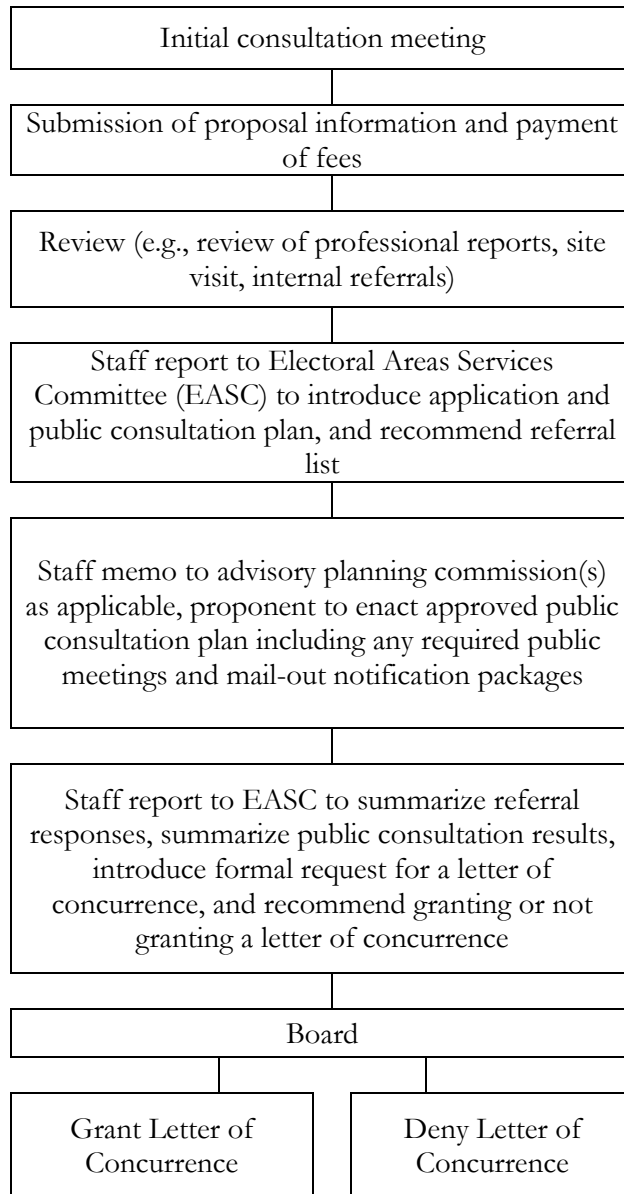 Initial consultation meeting
Submission of proposal information and payment
of fees
Review (e.g., review of professional reports, site
visit, internal referrals)
Staff report to Electoral Areas Services
Committee (EASC) to introduce application and
public consultation plan, and recommend referral
list
Staff memo to advisory planning commission(s)
as applicable, proponent to enact approved public
consultation plan including any required public
meetings and mail-out notification packages
Staff report to EASC to summarize referral
responses, summarize public consultation results,
introduce formal request for a letter of
concurrence, and recommend granting or not
granting a letter of concurrence
Board
Grant Letter of
Concurrence
Deny Letter of
Concurrence